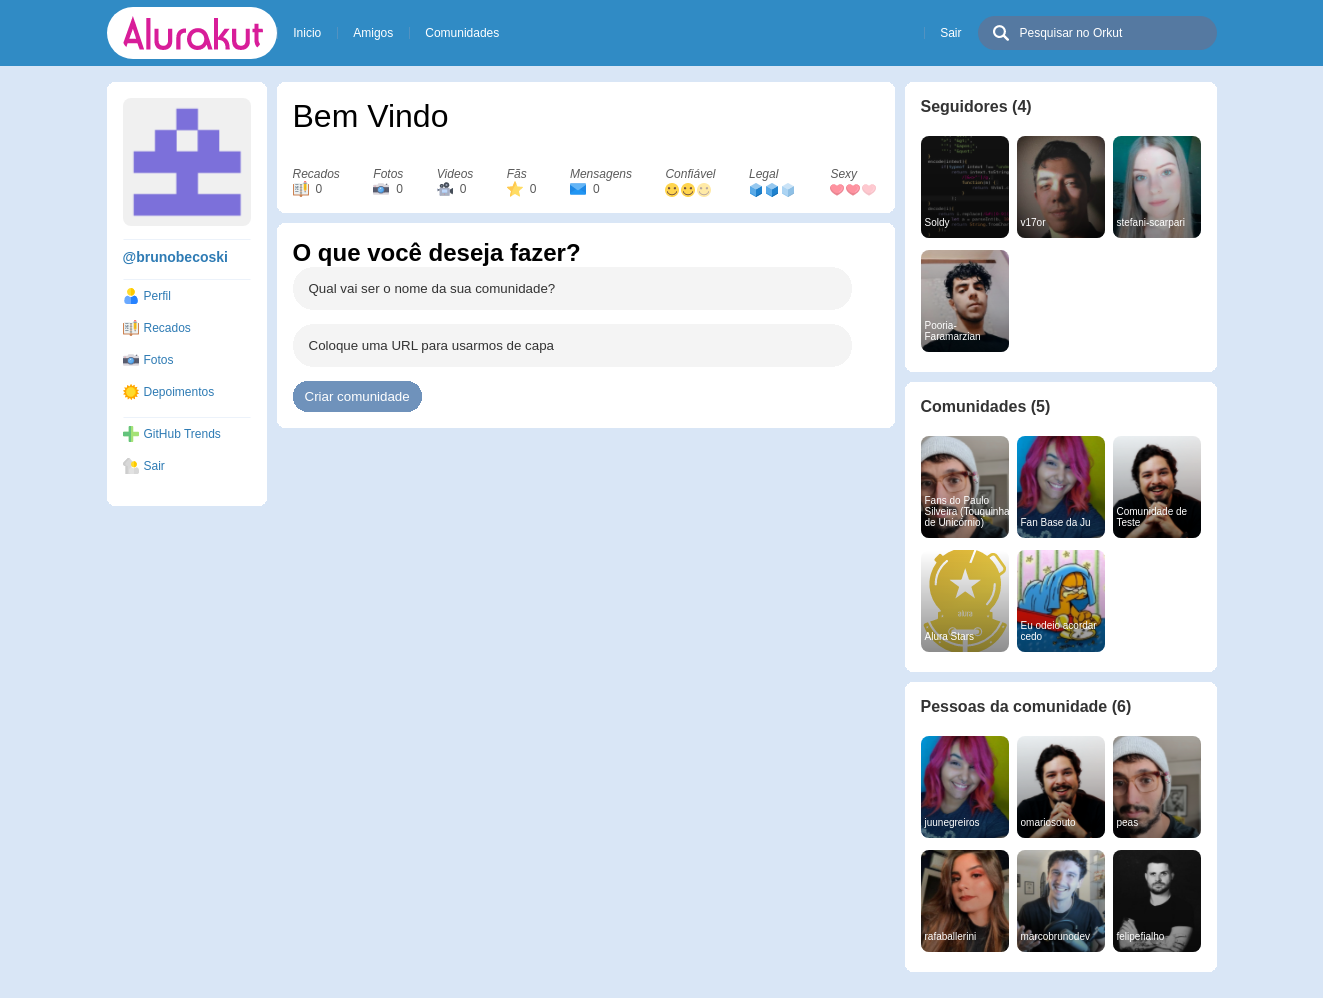 Alurakut
Inicio
Amigos
Comunidades
Sair
Pesquisar no Orkut
@brunobecoski
Perfil
Recados
Fotos
Depoimentos
GitHub Trends
Sair
Bem Vindo
Recados
0
Fotos
0
Videos
0
Fãs
0
Mensagens
0
Confiável
Legal
Sexy
O que você deseja fazer?
Qual vai ser o nome da sua comunidade?
Coloque uma URL para usarmos de capa
Criar comunidade
Seguidores (4)
Soldy
v17or
stefani-scarpari
Pooria-
Faramarzian
Comunidades (5)
Fans do Paulo
Silveira (Touquinha
de Unicórnio)
Fan Base da Ju
Comunidade de
Teste
alura
Alura Stars
Eu odeio acordar
cedo
Pessoas da comunidade (6)
juunegreiros
omariosouto
peas
rafaballerini
marcobrunodev
felipefialho